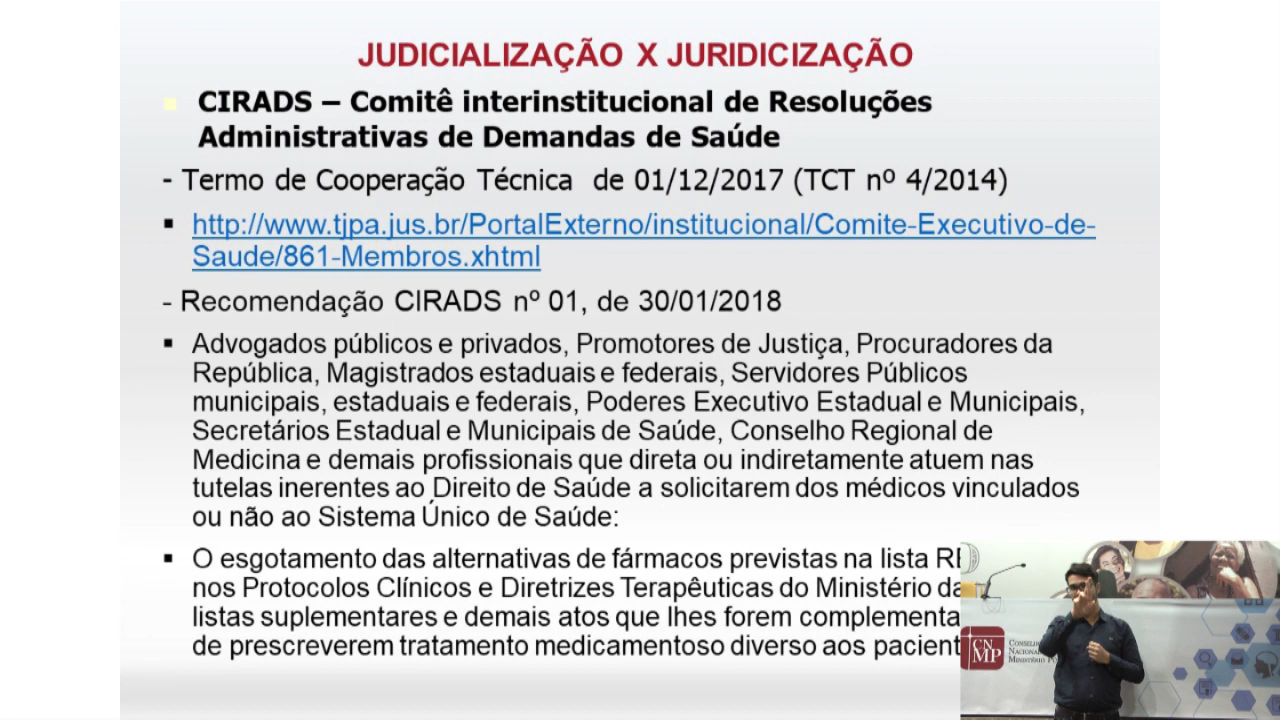 JUDICIALIZAÇÃO X JURIDICIZAÇÃO
CIRADS – Comitê interinstitucional de Resoluções
Administrativas de Demandas de Saúde
- Termo de Cooperação Técnica de 01/12/2017 (TCT nº 4/2014)
http://www.tjpa.jus.br/PortalExterno/institucional/Comite-Executivo-de-
Saude/861-Membros.xhtml
- Recomendação CIRADS nº 01, de 30/01/2018
Advogados públicos e privados, Promotores de Justiça, Procuradores da
República, Magistrados estaduais e federais, Servidores Públicos
municipais, estaduais e federais, Poderes Executivo Estadual e Municipais,
Secretários Estadual e Municipais de Saúde, Conselho Regional de
Medicina e demais profissionais que direta ou indiretamente atuem nas
tutelas inerentes ao Direito de Saúde a solicitarem dos médicos vinculados
ou não ao Sistema Único de Saúde:
O esgotamento das alternativas de fármacos previstas na lista
nos Protocolos Clínicos e Diretrizes Terapêuticas do Ministério
listas suplementares e demais atos que lhes forem
de prescreverem tratamento medicamentoso diverso aos
CN
MP
NACIONAL
MINISTÉRIO